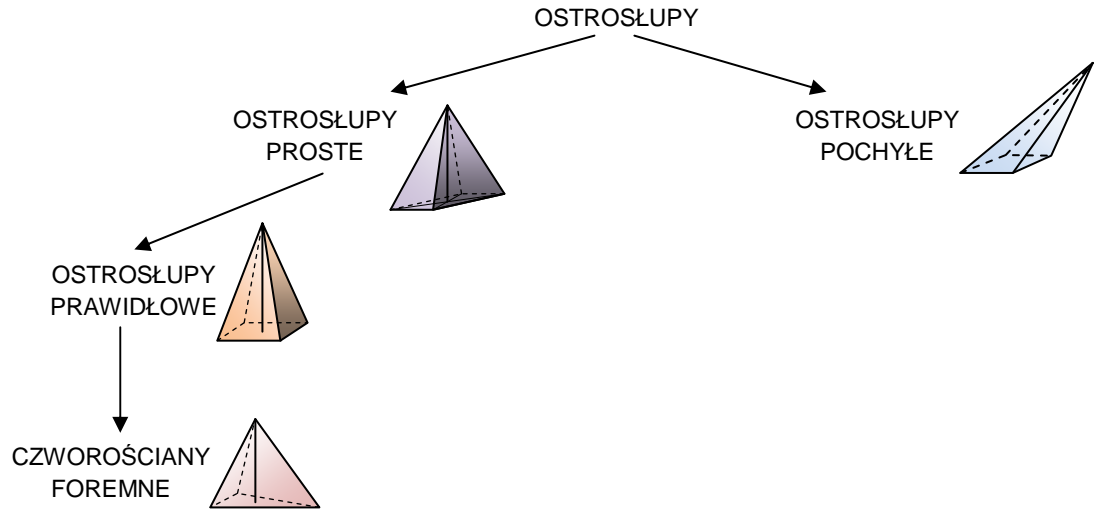 OSTROSŁUPY
OSTROSŁUPY
PROSTE
OSTROSŁUPY
POCHYŁE
OSTROSŁUPY
PRAWIDŁOWE
CZWOROŚCIANY
FOREMNE